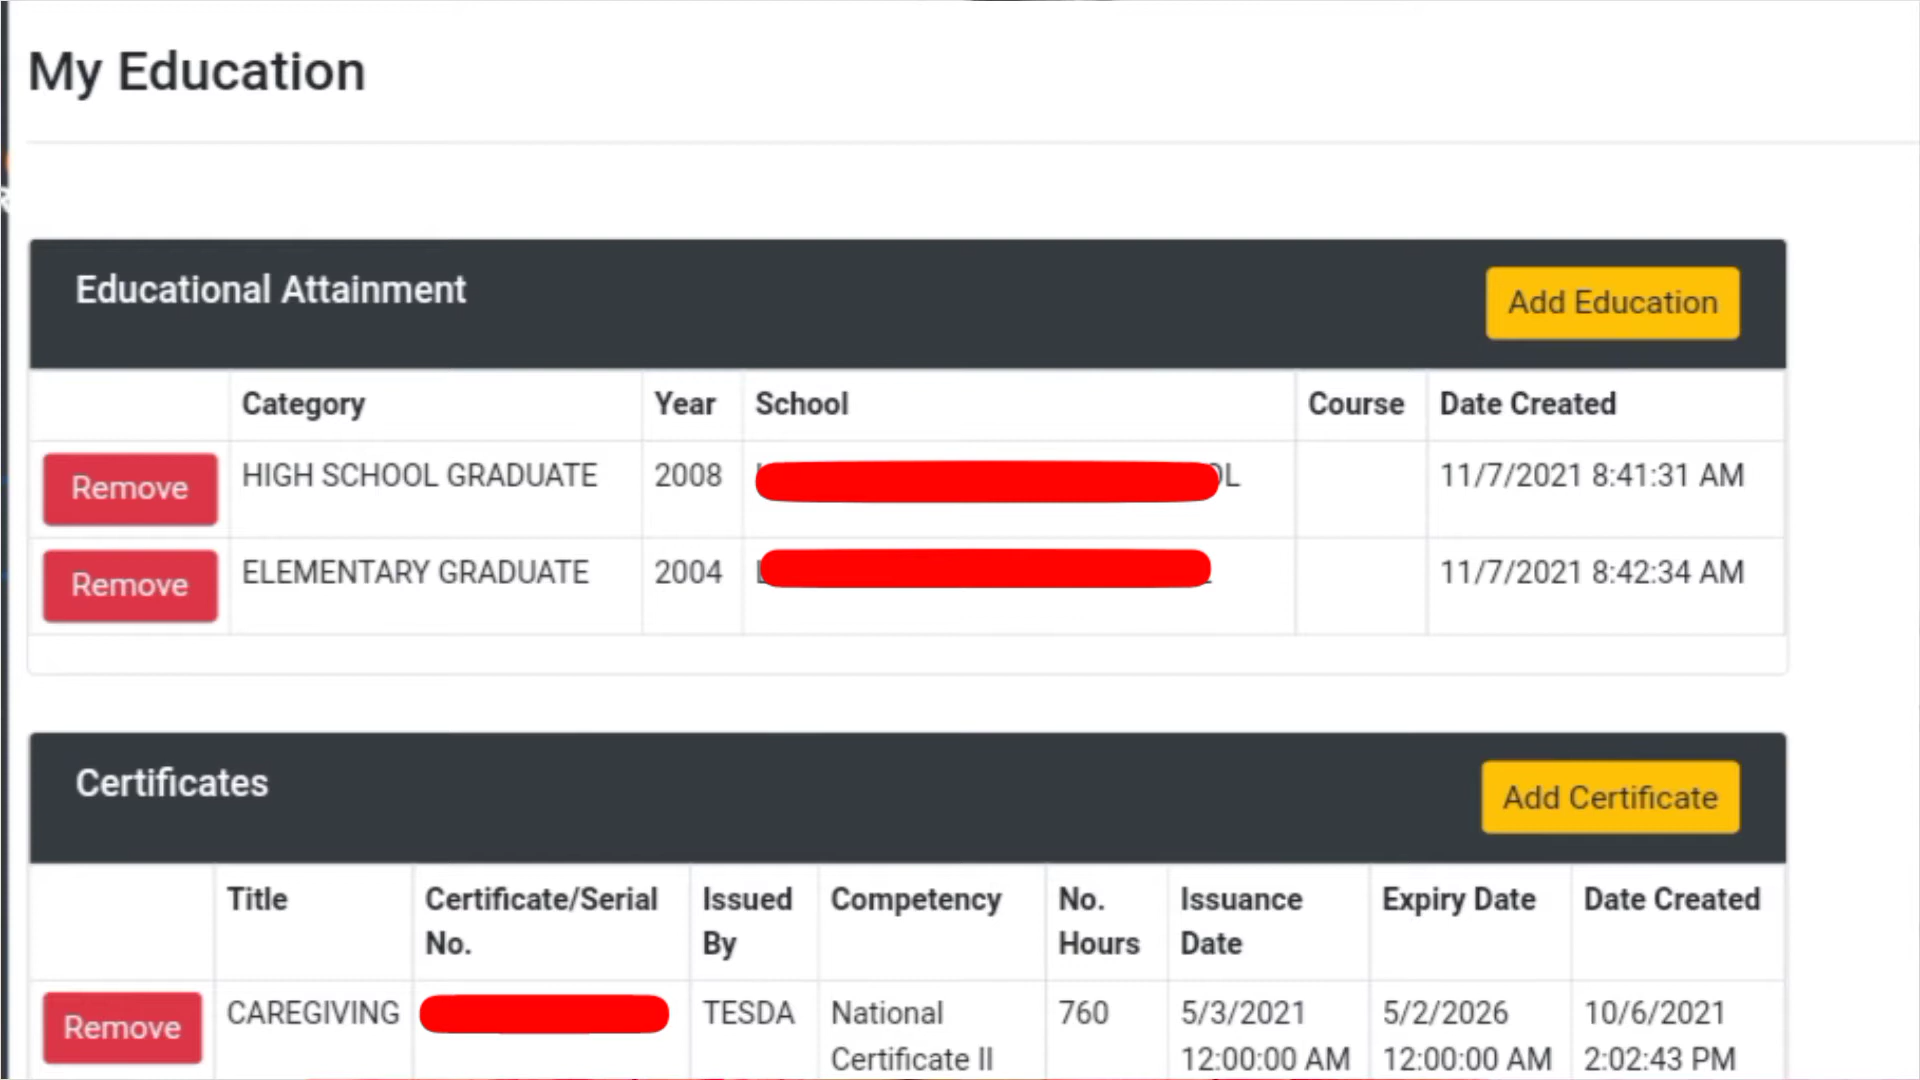 My Education
Educational Attainment
Add Education
Category Year School Course Date Created
Remove HIGH SCHOOL GRADUATE 2008 OL 11/7/2021 8:41:31 AM
Remove ELEMENTARY GRADUATE 2004 11/7/2021 8:42:34 AM
Certificates
Add Certificate
Title Certificate/Serial Issued Competency No. Issuance Expiry Date Date Created
No. By Hours Date
Remove CAREGIVING TESDA National 760 5/3/2021 5/2/2026 10/6/2021
Certificate II 12:00:00 AM 12:00:00 AM 2:02:43 PM